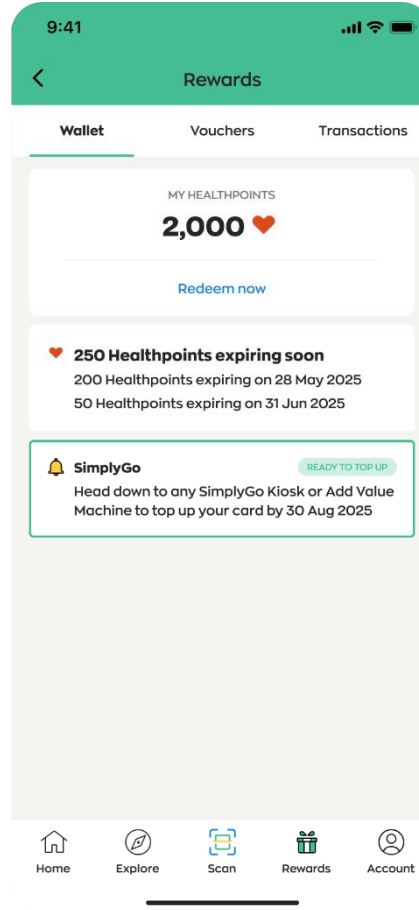 9:41
Rewards
Wallet Vouchers Transactions
MY HEALTHPOINTS
2,000
Redeem now
250 Healthpoints expiring soon
200 Healthpoints expiring on 28 May 2025
50 Healthpoints expiring on 31 Jun 2025
SimplyGo READY TO TOP UP
Head down to any SimplyGo Kiosk or Add Value
Machine to top up your card by 30 Aug 2025
Home Explore Scan Rewards Account